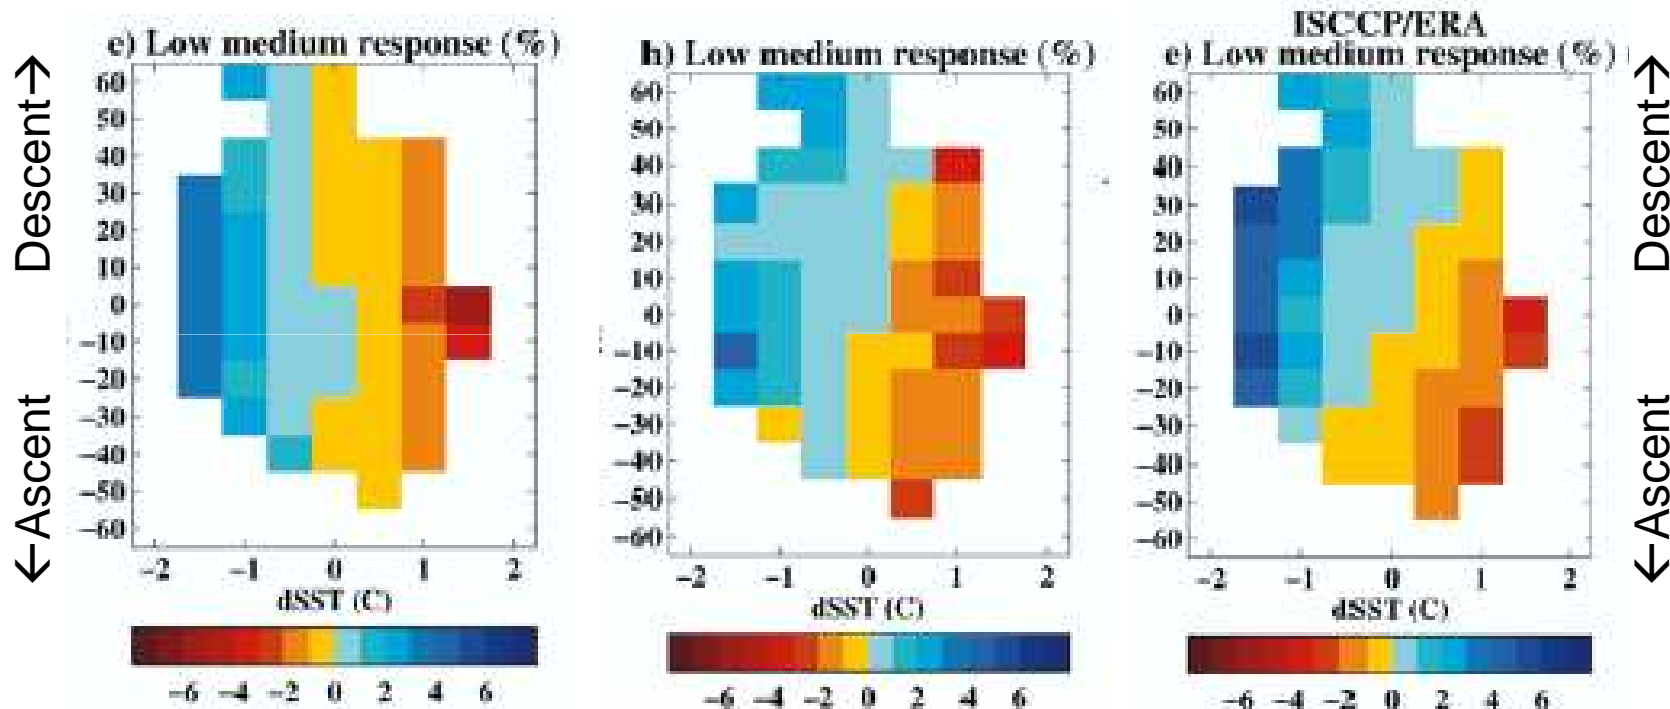 Descent→
←Ascent
e) Low medium response (%)
60
50
40
30
20
10
0
−10
−20
−30
−40
−50
−60
−2 −1 0 1 2
dSST (C)
−6 −4 −2 0 2 4 6
h) Low medium response (%)
60
50
40
30
20
10
0
−10
−20
−30
−40
−50
−60
−2 −1 0 1 2
dSST (C)
−6 −4 −2 0 2 4 6
ISCCP/ERA
e) Low medium response (%)
60
50
40
30
20
10
0
−10
−20
−30
−40
−50
−60
−2 −1 0 1 2
dSST (C)
−6 −4 −2 0 2 4 6
Descent→
←Ascent